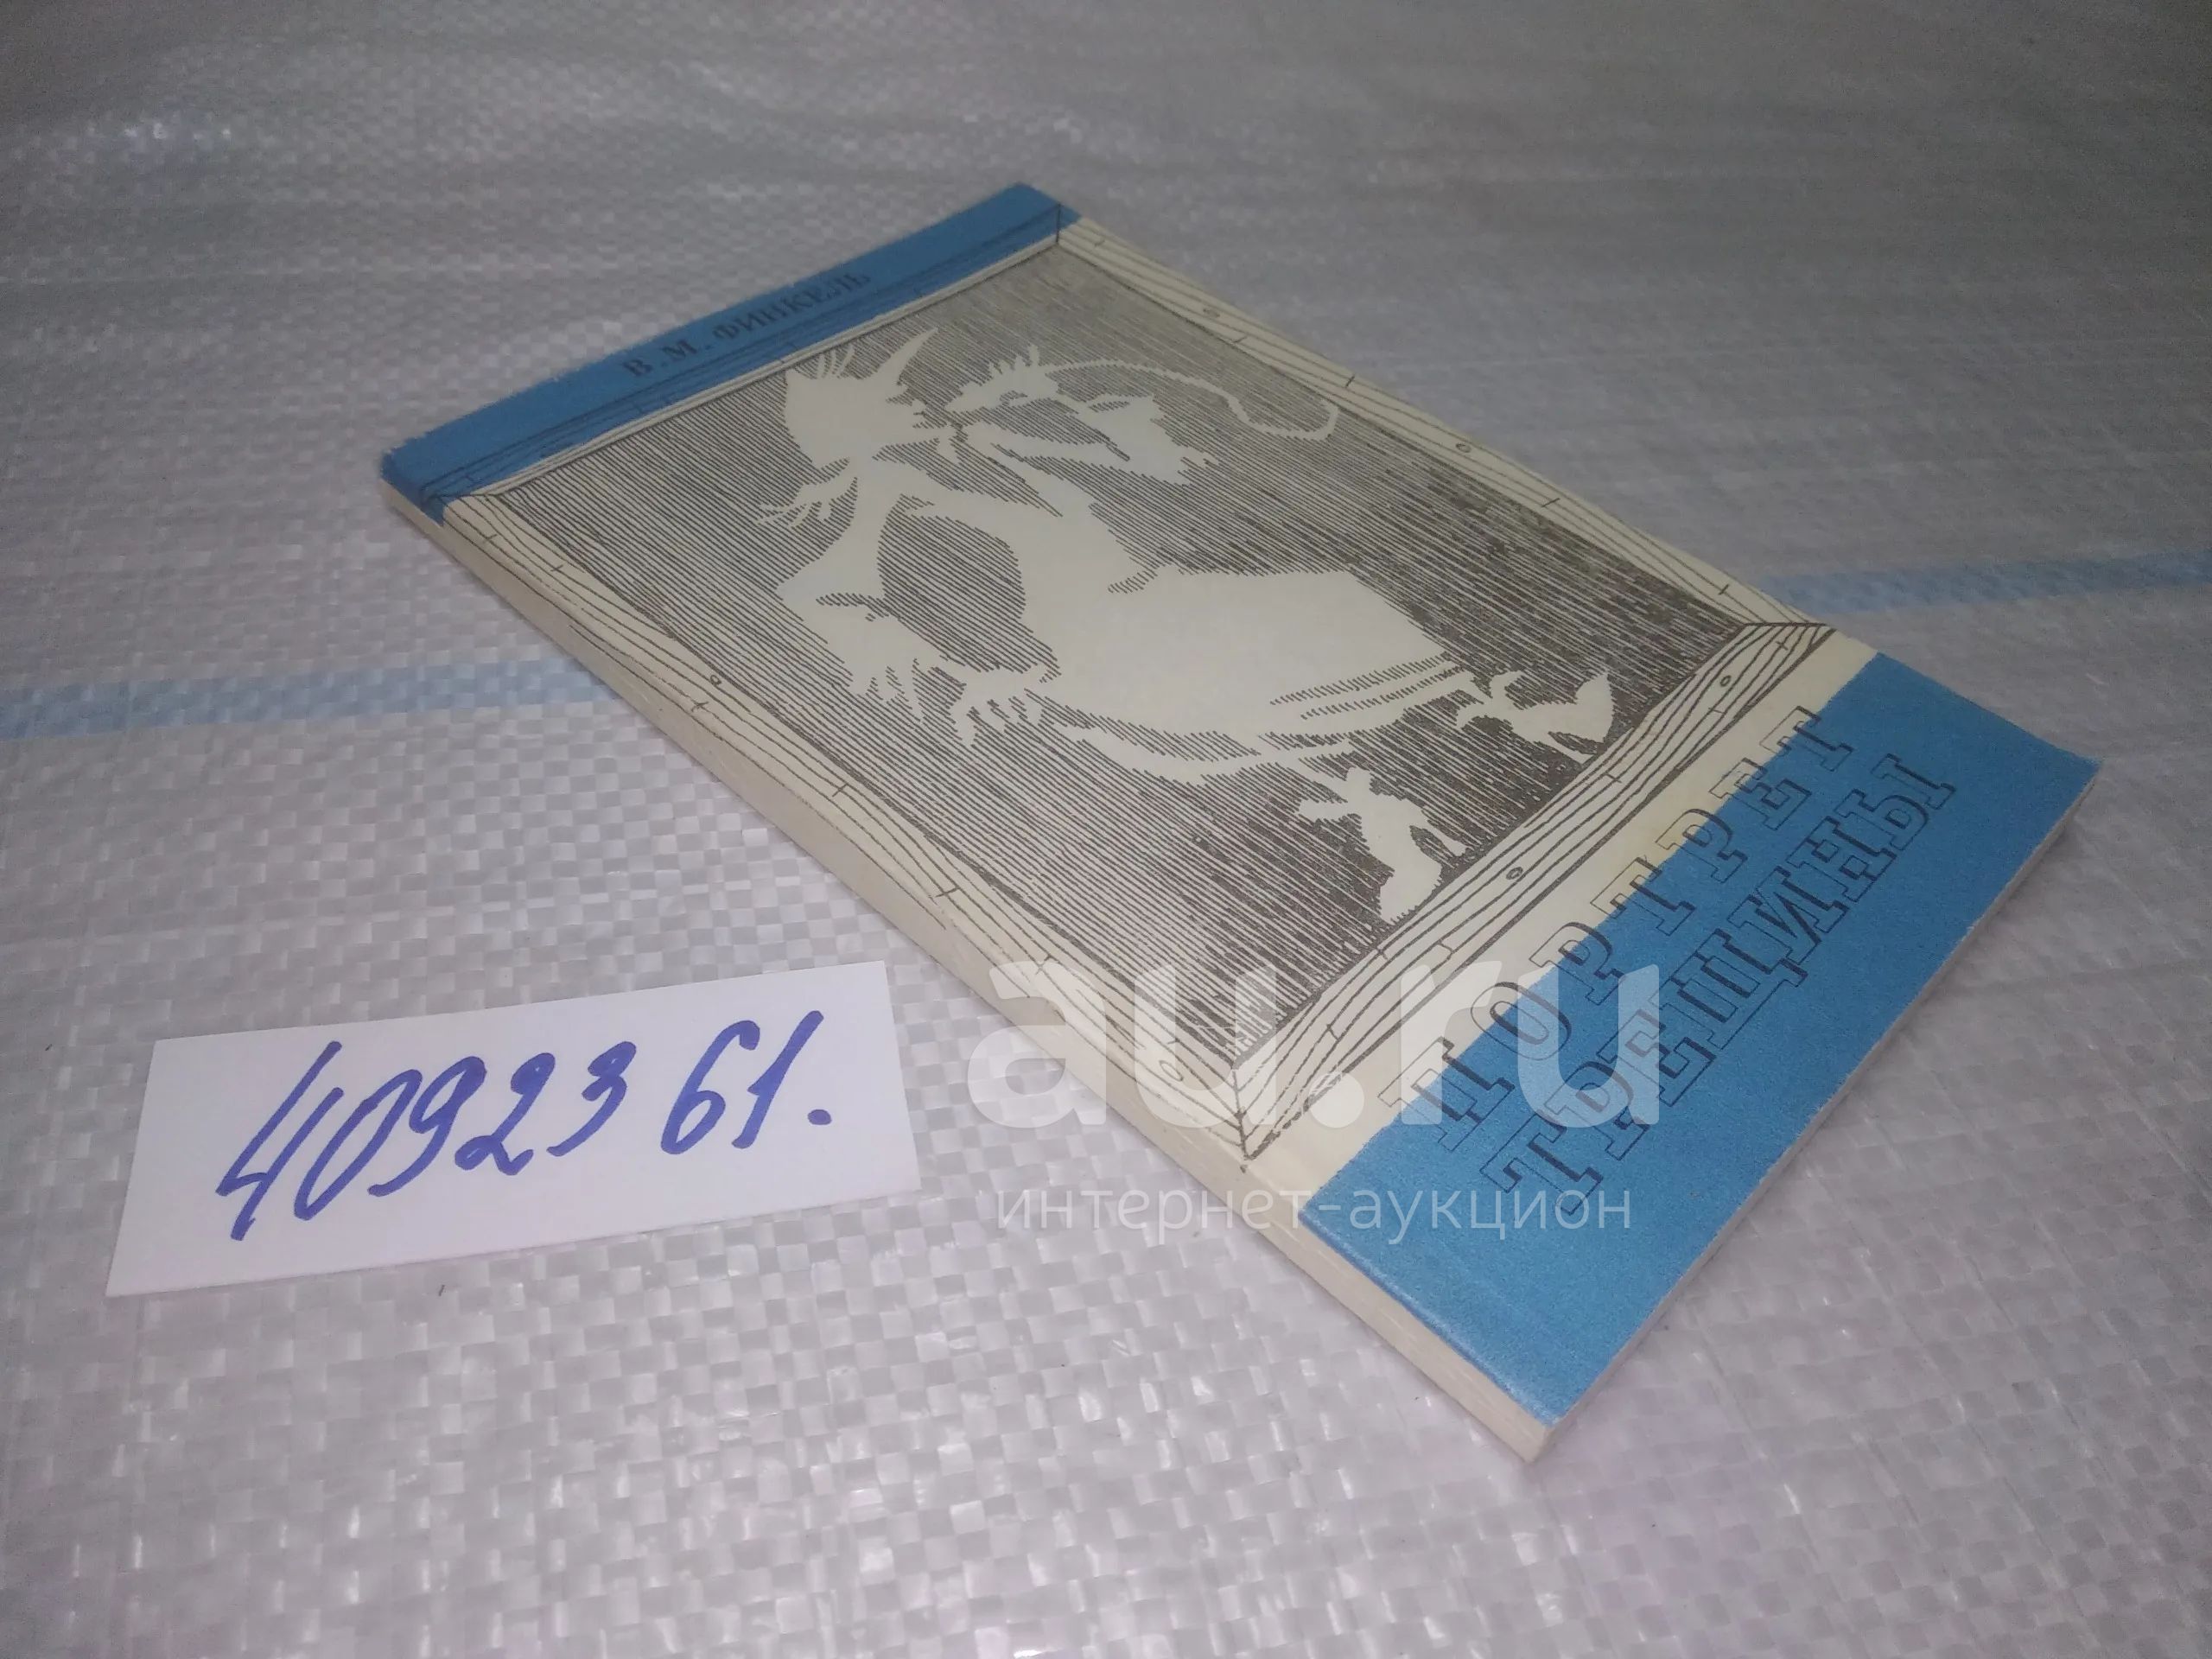 В. М. ФИНКЕЛЬ
ПОРТРЕТ
ТРЕЩИНЫ
4092361.
au.ru
интернет-аукцион